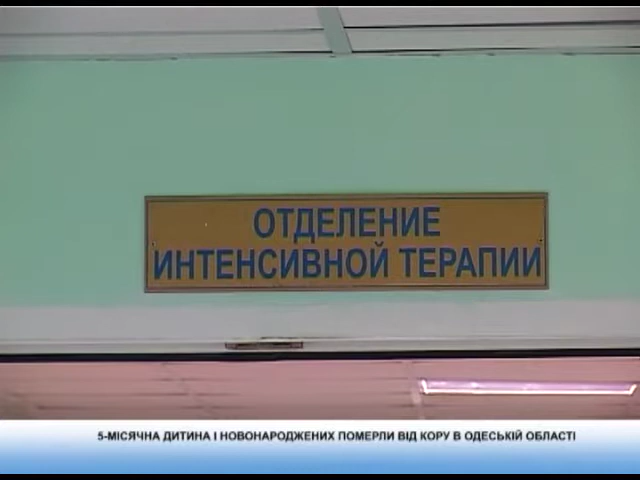 ОТДЕЛЕНИЕ
ИНТЕНСИВНОЙ ТЕРАПИИ
5-МІСЯЧНА ДИТИНА І НОВОНАРОДЖЕНИХ ПОМЕРЛИ ВІД КОРУ В ОДЕСЬКІЙ ОБЛАСТІ